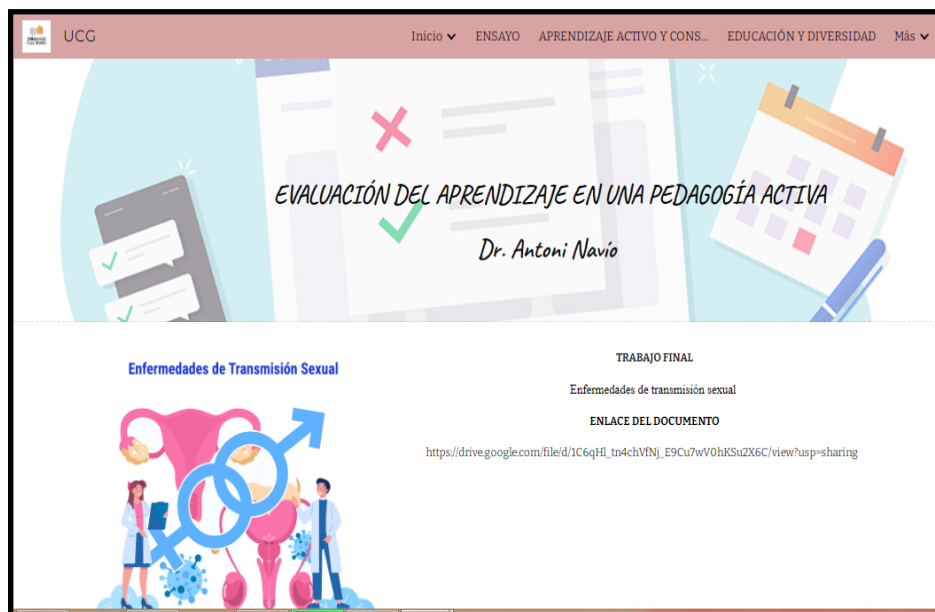 UCG
Inicio
ENSAYO
APRENDIZAJE ACTIVO Y CONS...
EDUCACIÓN Y DIVERSIDAD
Más
EVALUACIÓN DEL APRENDIZAJE EN UNA PEDAGOGÍA ACTIVA
Dr. Antoni Navío
Enfermedades de Transmisión Sexual
TRABAJO FINAL
Enfermedades de transmisión sexual
ENLACE DEL DOCUMENTO
https://drive.google.com/file/d/1C6qHl_tn4chVfNj_E9Cu7wV0hKSu2X6C/view?usp=sharing